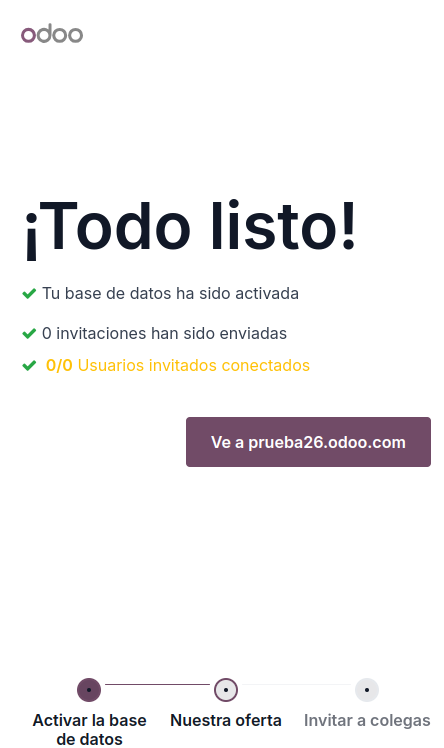 odoo
¡Todo listo!
Tu base de datos ha sido activada
0 invitaciones han sido enviadas
0/0 Usuarios invitados conectados
Ve a prueba26.odoo.com
Activar la base
de datos
Nuestra oferta
Invitar a colegas